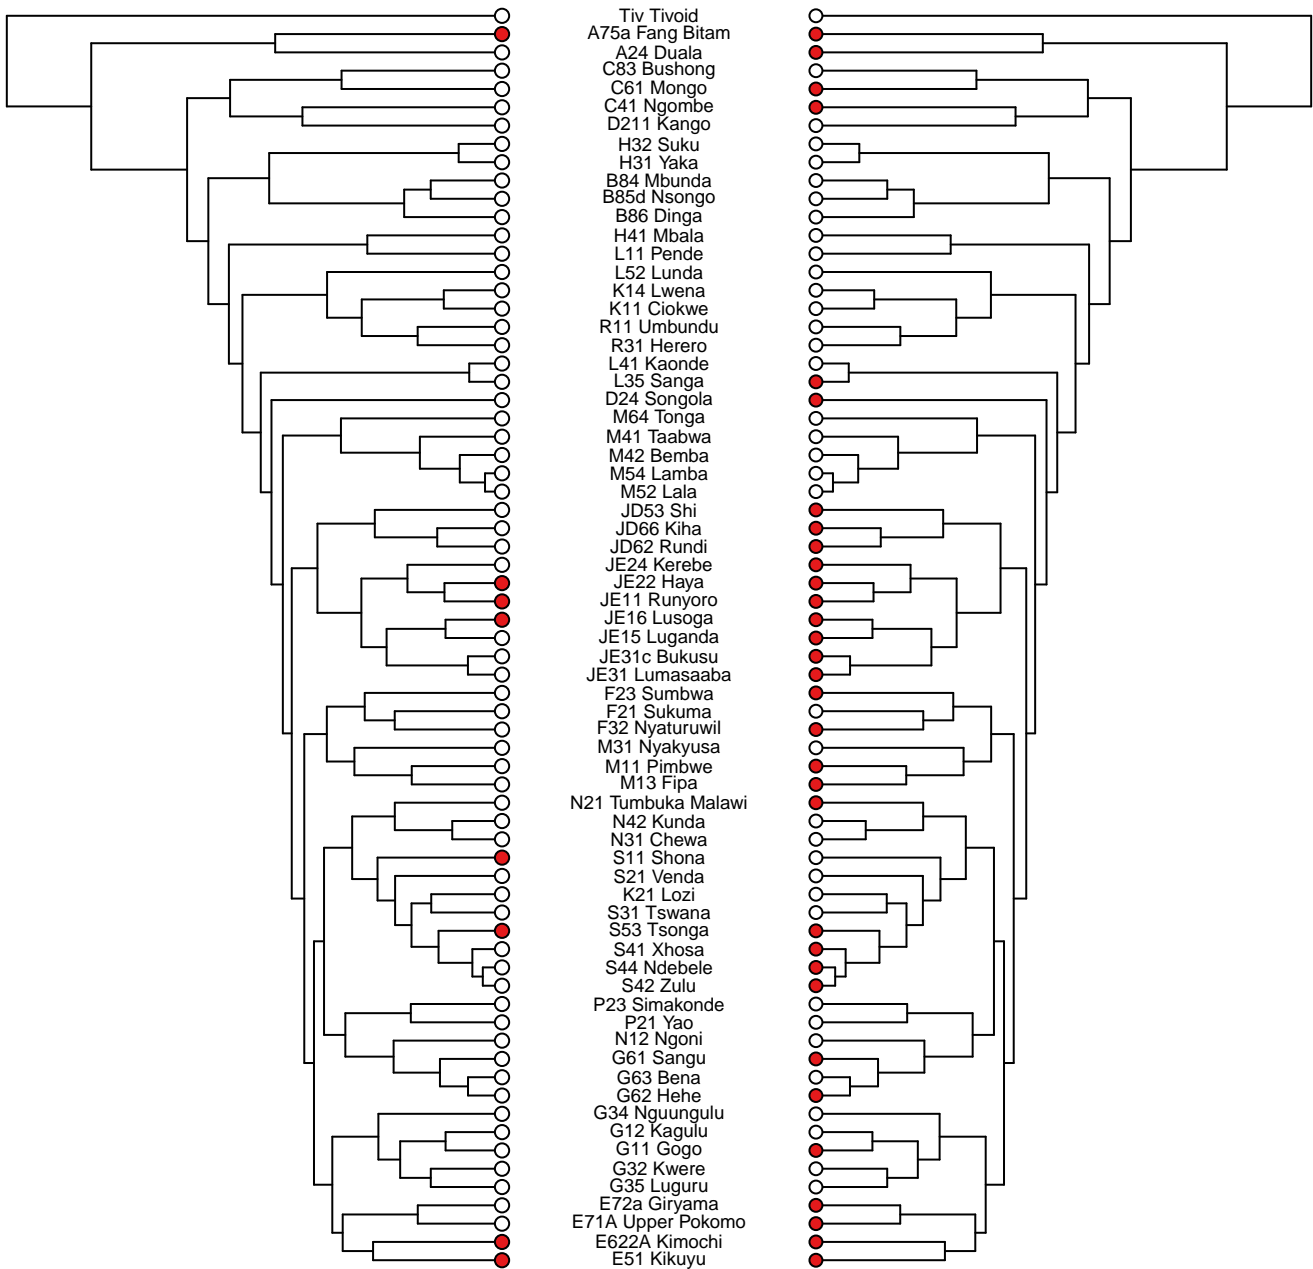 Tiv Tivoid
A75a Fang Bitam
A24 Duala
C83 Bushong
C61 Mongo
C41 Ngombe
D211 Kango
H32 Suku
H31 Yaka
B84 Mbunda
B85d Nsongo
B86 Dinga
H41 Mbala
L11 Pende
L52 Lunda
K14 Lwena
K11 Ciokwe
R11 Umbundu
R31 Herero
L41 Kaonde
L35 Sanga
D24 Songola
M64 Tonga
M41 Taabwa
M42 Bemba
M54 Lamba
M52 Lala
JD53 Shi
JD66 Kiha
JD62 Rundi
JE24 Kerebe
JE22 Haya
JE11 Runyoro
JE16 Lusoga
JE15 Luganda
JE31c Bukusu
JE31 Lumasaaba
F23 Sumbwa
F21 Sukuma
F32 Nyaturuwil
M31 Nyakyusa
M11 Pimbwe
M13 Fipa
N21 Tumbuka Malawi
N42 Kunda
N31 Chewa
S11 Shona
S21 Venda
K21 Lozi
S31 Tswana
S53 Tsonga
S41 Xhosa
S44 Ndebele
S42 Zulu
P23 Simakonde
P21 Yao
N12 Ngoni
G61 Sangu
G63 Bena
G62 Hehe
G34 Nguungulu
G12 Kagulu
G11 Gogo
G32 Kwere
G35 Luguru
E72a Giryama
E71A Upper Pokomo
E622A Kimochi
E51 Kikuyu